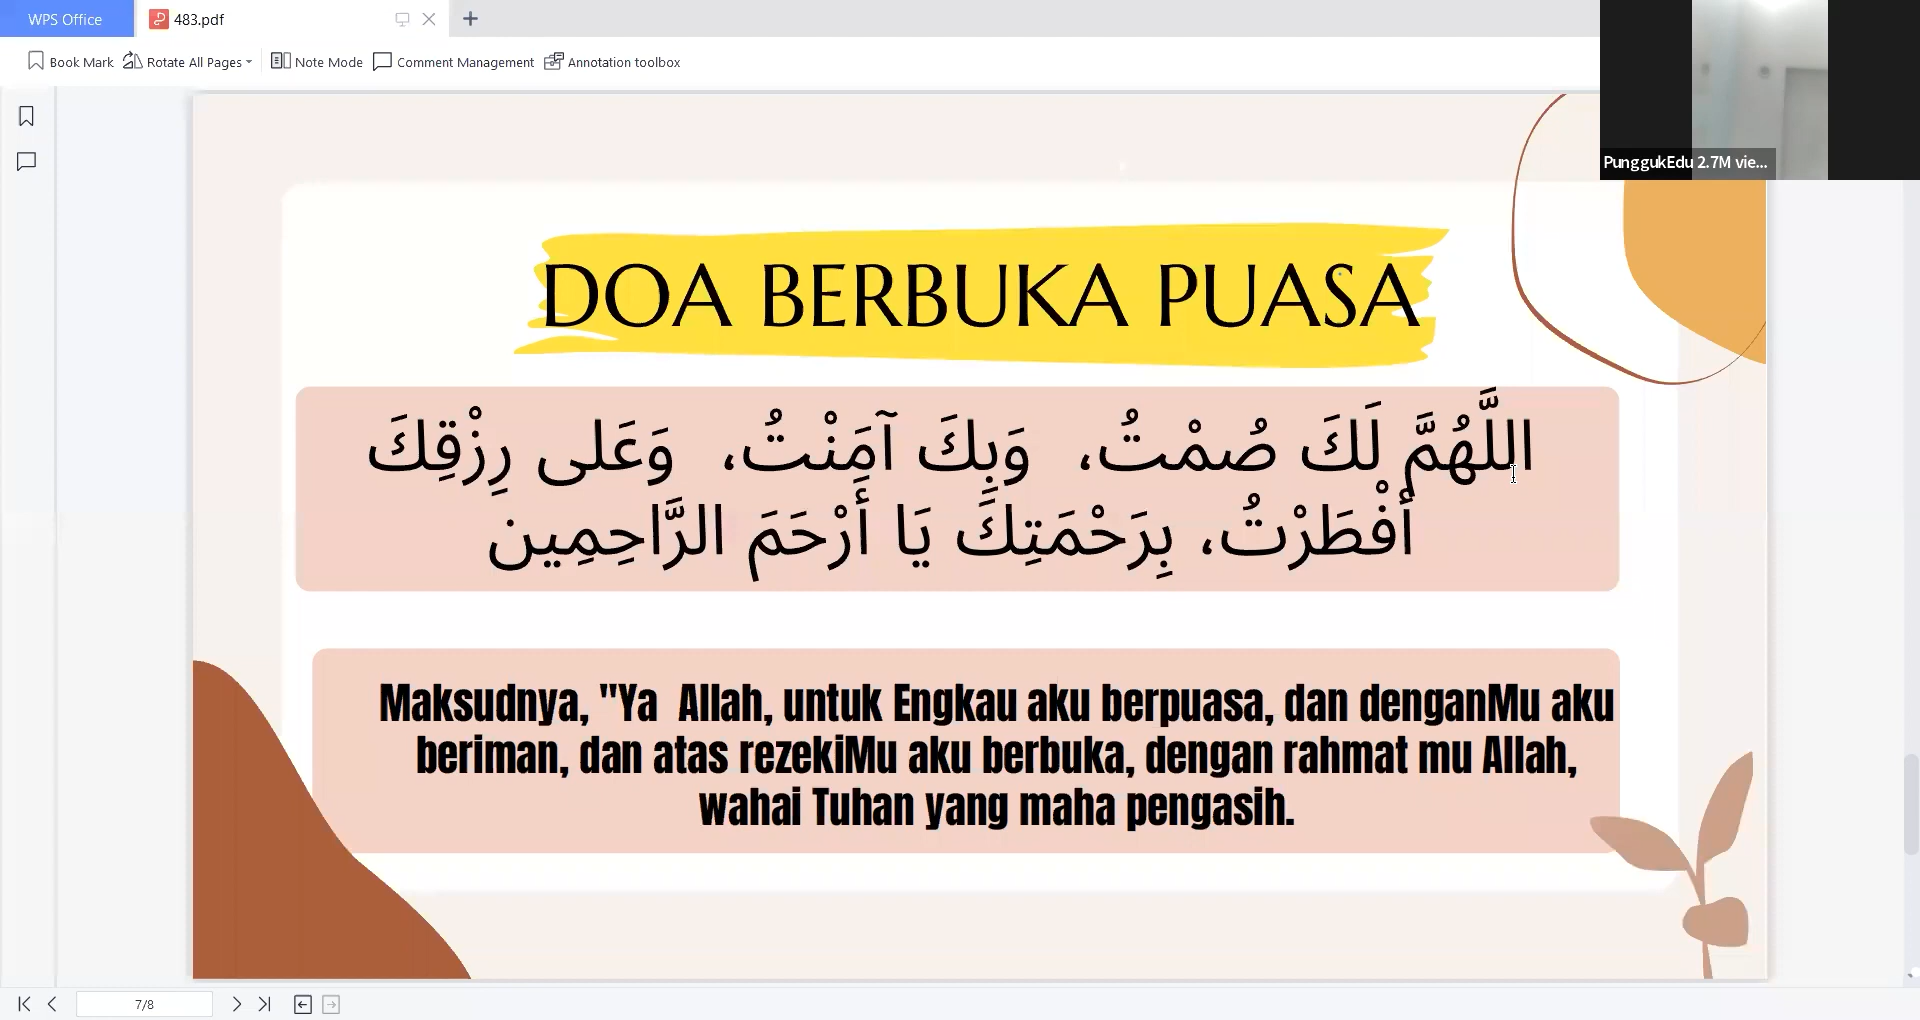 WPS Office
483.pdf
Book Mark
Rotate All Pages
Note Mode
Comment Management
Annotation toolbox
PunggukEdu 2.7M vie...
DOA BERBUKA PUASA
اللَّهُمَّ لَكَ صُمْتُ، وَبِكَ آمَنْتُ، وَعَلى رِزْقِكَ
أَفْطَرْتُ، بِرَحْمَتِكَ يَا أَرْحَمَ الرَّاحِمِين
Maksudnya, "Ya Allah, untuk Engkau aku berpuasa, dan denganMu aku
beriman, dan atas rezekiMu aku berbuka, dengan rahmat mu Allah,
wahai Tuhan yang maha pengasih.
7/8